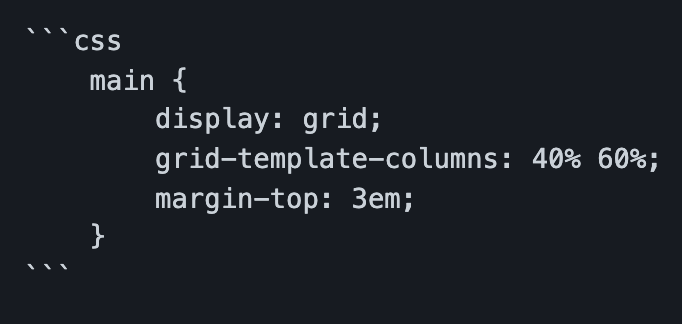 ```css
    main {
        display: grid;
        grid-template-columns: 40% 60%;
        margin-top: 3em;
    }
```